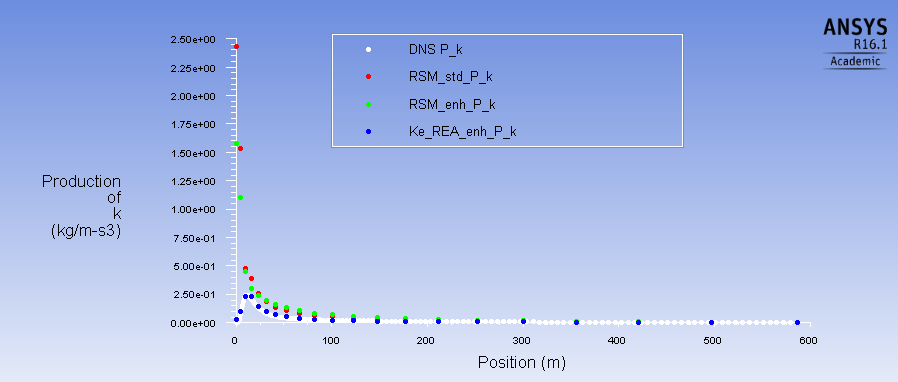 ANSYS
R16.1
Academic
DNS P_k
RSM_std_P_k
RSM_enh_P_k
Ke_REA_enh_P_k
Production
of
k
(kg/m-s3)
2.50e+00
2.25e+00
2.00e+00
1.75e+00
1.50e+00
1.25e+00
1.00e+00
7.50e-01
5.00e-01
2.50e-01
0.00e+00
0 100 200 300 400 500 600
Position (m)